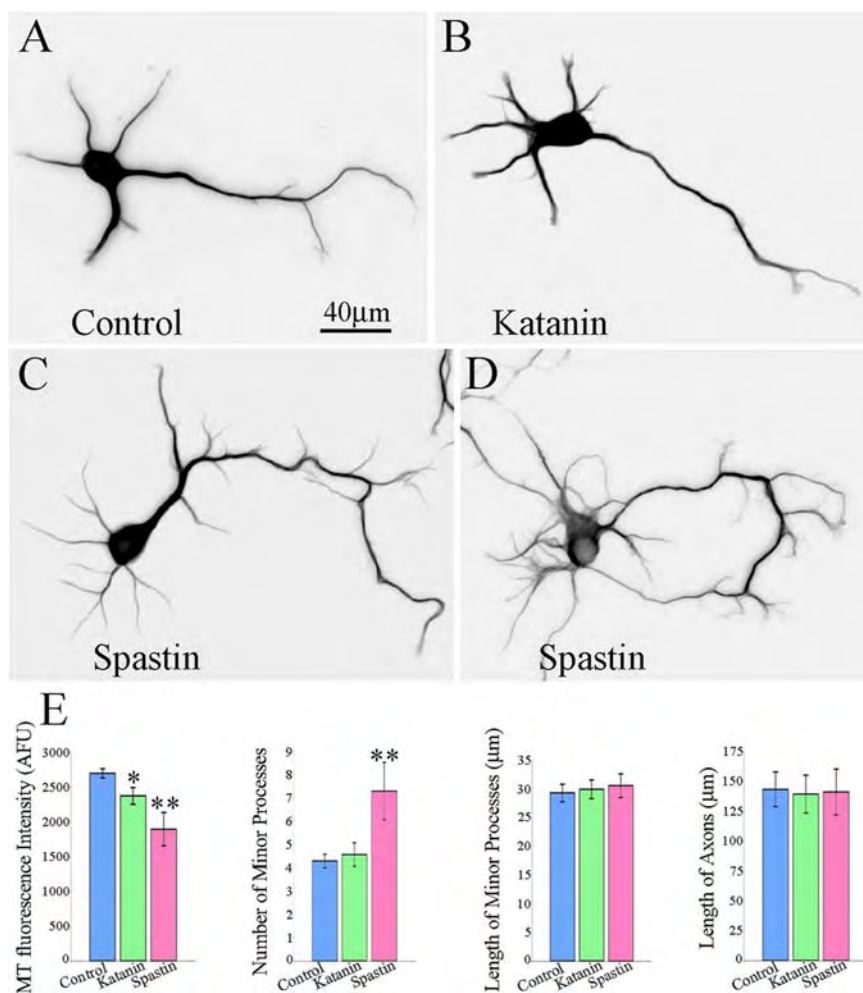 A
B
Control
40μm
Katanin
C
D
Spastin
Spastin
E
MT fluorescence Intensity (AFU)
3000
2500
2000
1500
1000
500
0
*
**
Control
Katanin
Spastin
Number of Minor Processes
9
8
7
6
5
4
3
2
1
0
**
Control
Katanin
Spastin
Length of Minor Processes (μm)
35
30
25
20
15
10
5
0
Control
Katanin
Spastin
Length of Axons (μm)
175
150
125
100
75
50
25
0
Control
Katanin
Spastin